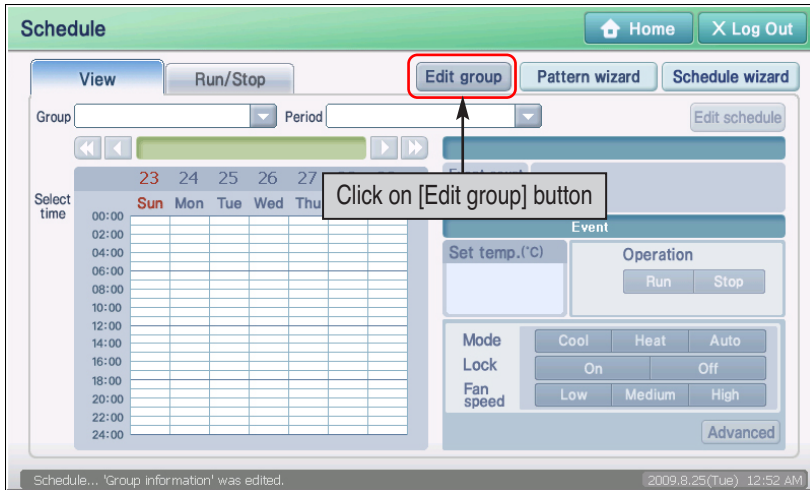 Schedule
Home
X Log Out
View
Run/Stop
Edit group
Pattern wizard
Schedule wizard
Group
Period
Edit schedule
23 24 25 26 27
Select time
Sun Mon Tue Wed Thu
Click on [Edit group] button
00:00
02:00
04:00
06:00
08:00
10:00
12:00
14:00
16:00
18:00
20:00
22:00
24:00
Event
Set temp.(°C)
Operation
Run Stop
Mode
Cool Heat Auto
Lock
On Off
Fan speed
Low Medium High
Advanced
Schedule... 'Group information' was edited.
2009.8.25(Tue) 12:52 AM